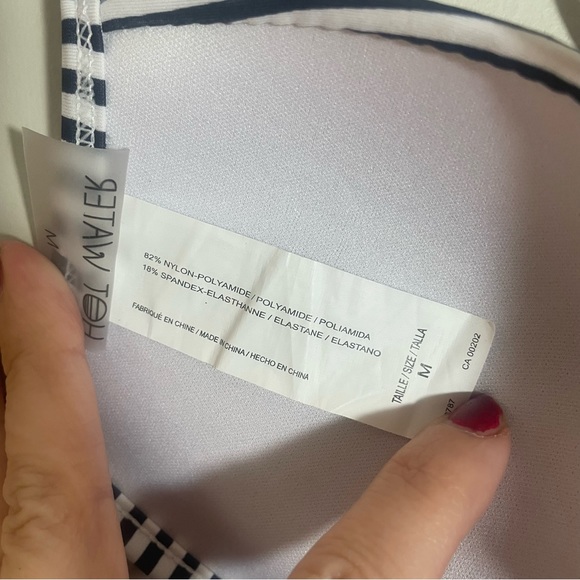 HOT WATER
M
82% NYLON-POLYAMIDE / POLYAMIDE / POLIAMIDA
18% SPANDEX-ELASTHANNE / ELASTANE / ELASTANO
FABRIQUÉ EN CHINE / MADE IN CHINA / HECHO EN CHINA
TAILLE / SIZE / TALLA
M
CA 00202